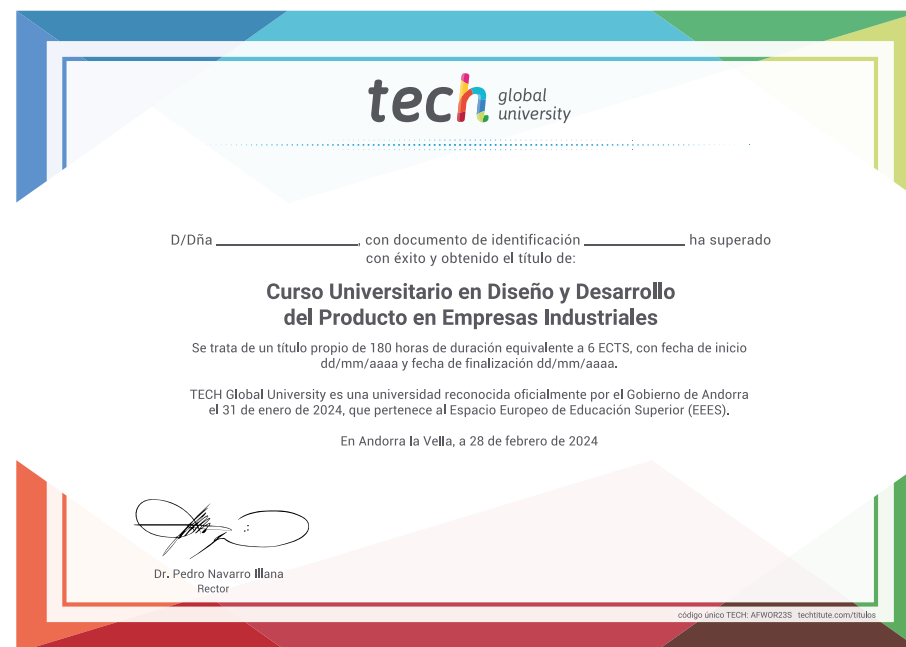 tech global university
D/Dña ____________________, con documento de identificación ______________ ha superado
con éxito y obtenido el título de:
Curso Universitario en Diseño y Desarrollo
del Producto en Empresas Industriales
Se trata de un título propio de 180 horas de duración equivalente a 6 ECTS, con fecha de inicio
dd/mm/aaaa y fecha de finalización dd/mm/aaaa.
TECH Global University es una universidad reconocida oficialmente por el Gobierno de Andorra
el 31 de enero de 2024, que pertenece al Espacio Europeo de Educación Superior (EEES).
En Andorra la Vella, a 28 de febrero de 2024
Dr. Pedro Navarro Illana
Rector
código único TECH: AFWOR23S techtitute.com/titulos